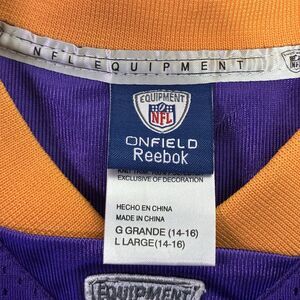 NFL EQUIPMENT
NFL
EQUIPMENT
NFL
ONFIELD
Reebok
EXCLUSIVE OF DECORATION
HECHO EN CHINA
MADE IN CHINA
G GRANDE (14-16)
L LARGE (14-16)
EQUIPMENT